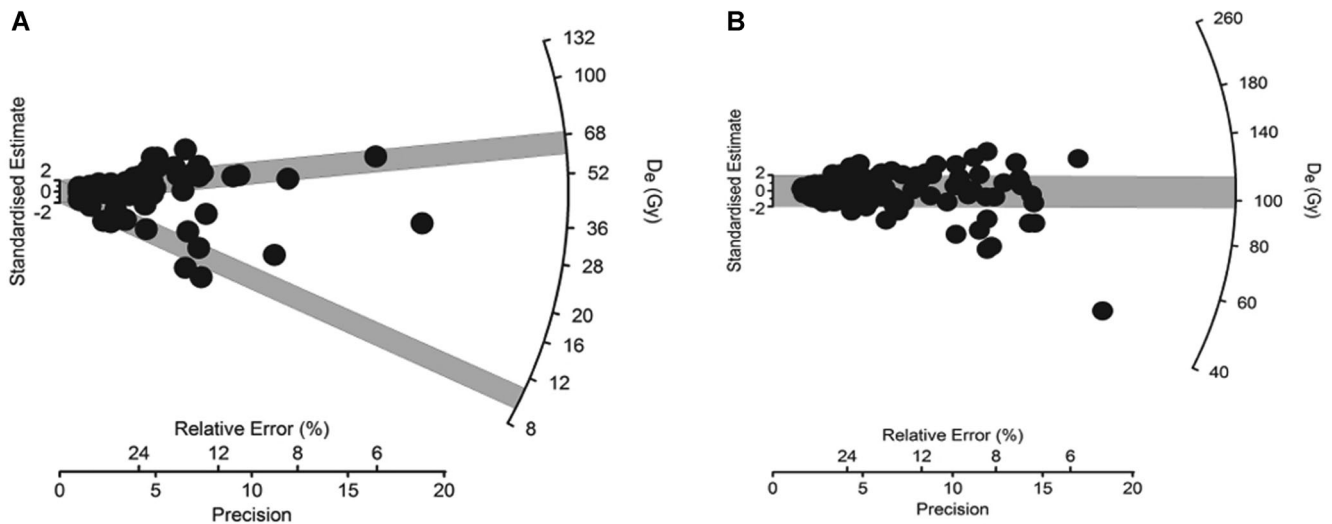 A
Standardised Estimate
2
0
-2
132
100
68
52
36
28
20
16
12
8
De (Gy)
Relative Error (%)
24 12 8 6
0 5 10 15 20
Precision
B
Standardised Estimate
2
0
-2
260
180
140
100
80
60
40
De (Gy)
Relative Error (%)
24 12 8 6
0 5 10 15 20
Precision